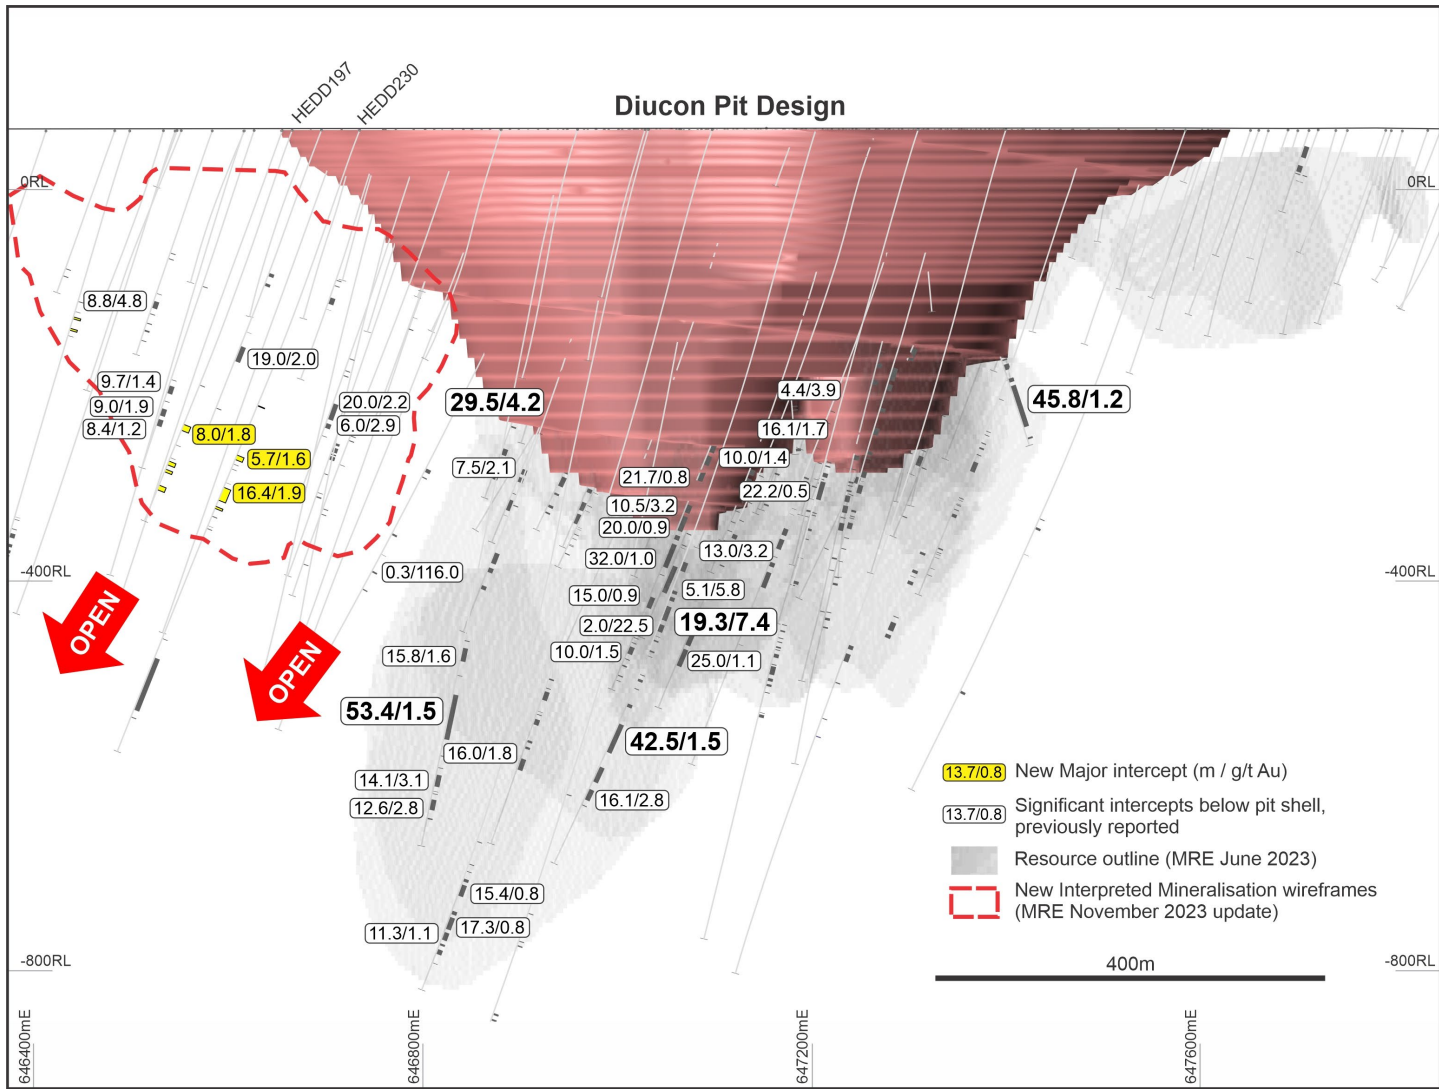 HEDD197
HEDD230
Diucon Pit Design
0RL
0RL
8.8/4.8
19.0/2.0
9.7/1.4
9.0/1.9
8.4/1.2
8.0/1.8
5.7/1.6
16.4/1.9
20.0/2.2
6.0/2.9
29.5/4.2
7.5/2.1
4.4/3.9
45.8/1.2
16.1/1.7
10.0/1.4
21.7/0.8
22.2/0.5
10.5/3.2
20.0/0.9
13.0/3.2
32.0/1.0
0.3/116.0
-400RL
-400RL
5.1/5.8
15.0/0.9
19.3/7.4
2.0/22.5
10.0/1.5
25.0/1.1
OPEN
OPEN
15.8/1.6
53.4/1.5
42.5/1.5
16.0/1.8
14.1/3.1
12.6/2.8
16.1/2.8
15.4/0.8
17.3/0.8
11.3/1.1
13.7/0.8
New Major intercept (m / g/t Au)
13.7/0.8
Significant intercepts below pit shell,
previously reported
Resource outline (MRE June 2023)
New Interpreted Mineralisation wireframes
(MRE November 2023 update)
400m
-800RL
-800RL
646400mE
646800mE
647200mE
647600mE